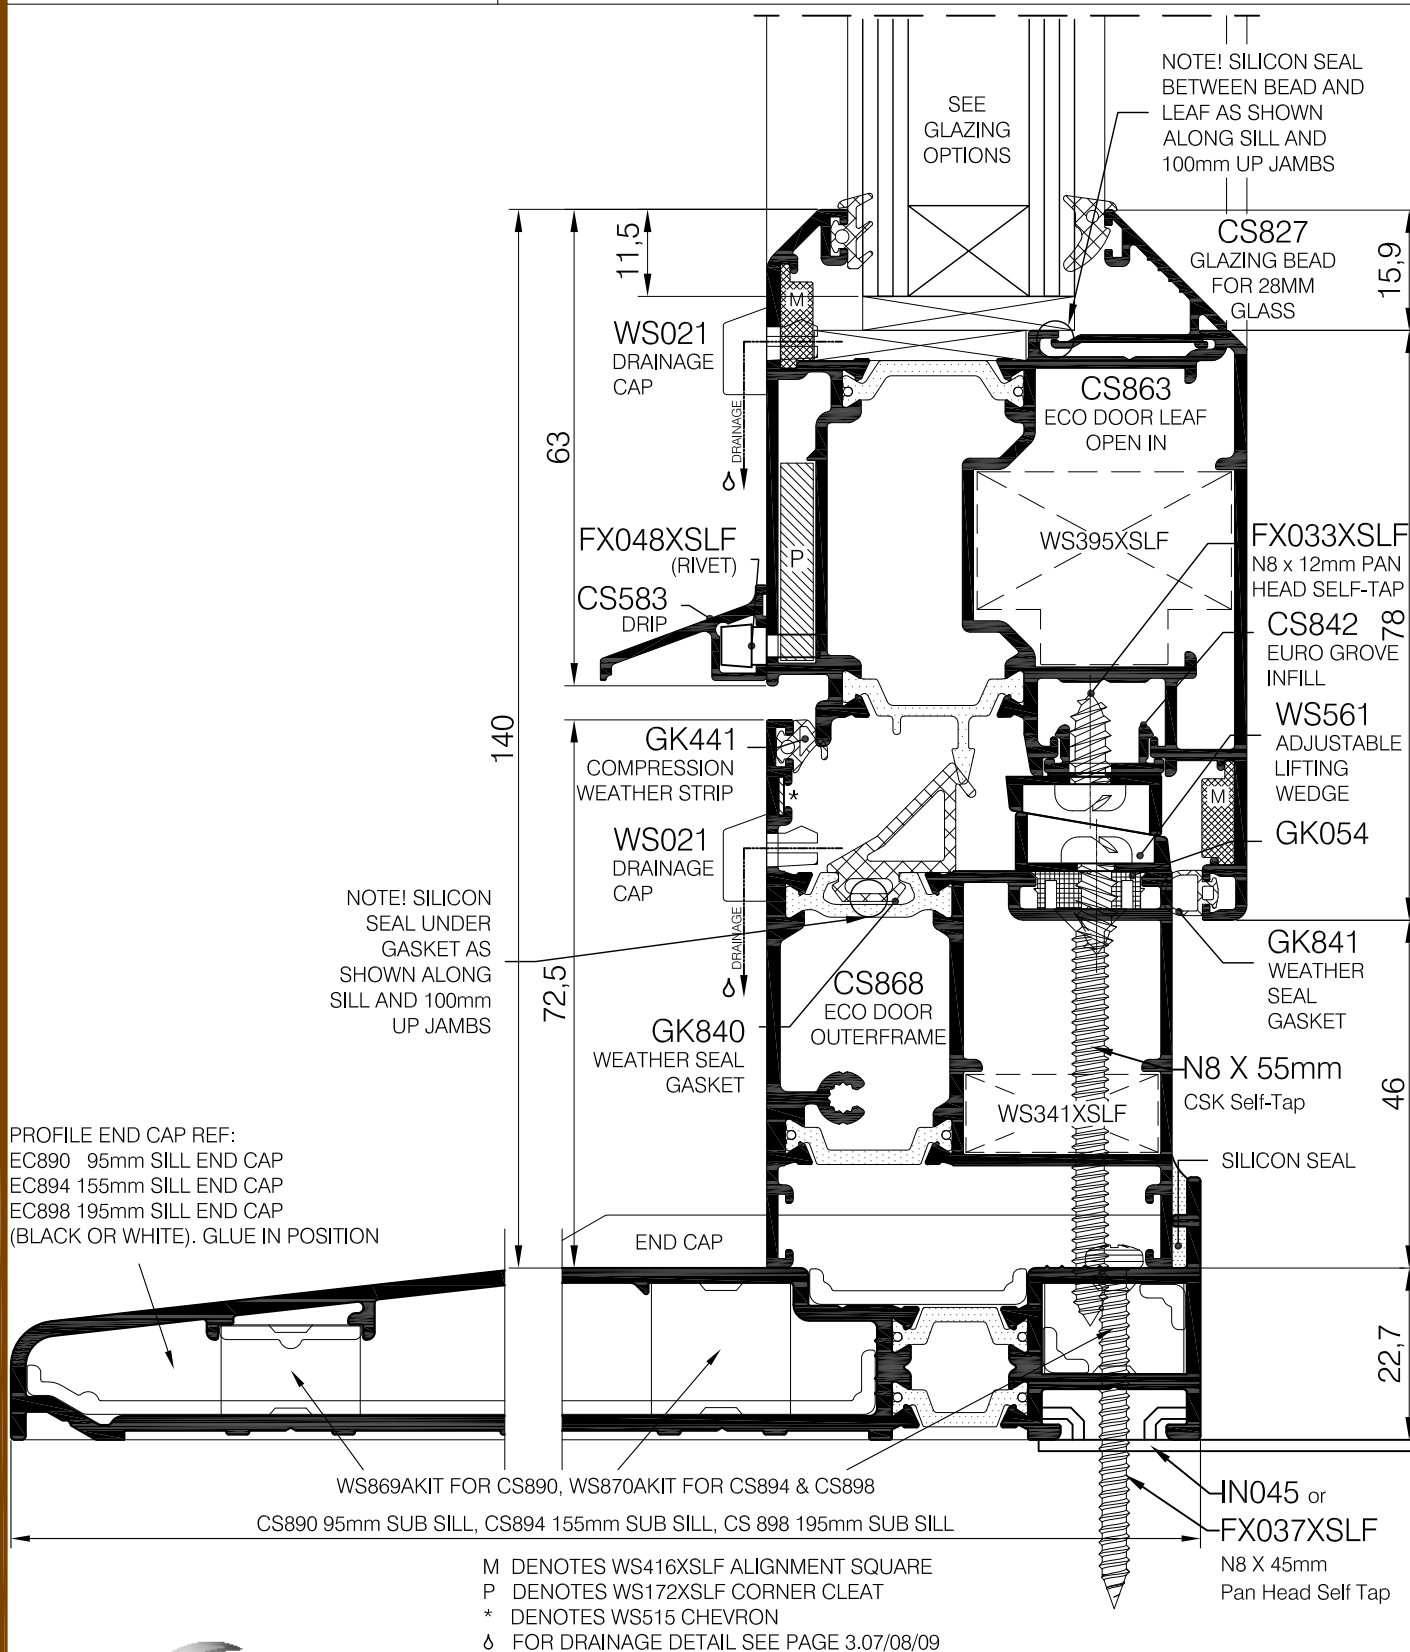 NOTE! SILICON SEAL
BETWEEN BEAD AND
LEAF AS SHOWN
ALONG SILL AND
100mm UP JAMBS
SEE
GLAZING
OPTIONS
11,5
15,9
CS827
GLAZING BEAD
FOR 28MM
GLASS
M
WS021
DRAINAGE
CAP
DRAINAGE
CS863
ECO DOOR LEAF
OPEN IN
63
WS395XSLF
P
FX048XSLF
(RIVET)
CS583
DRIP
FX033XSLF
N8 x 12mm PAN
HEAD SELF-TAP
78
CS842
EURO GROVE
INFILL
WS561
ADJUSTABLE
LIFTING
WEDGE
M
GK054
140
GK441
COMPRESSION
WEATHER STRIP
*
WS021
DRAINAGE
CAP
DRAINAGE
NOTE! SILICON
SEAL UNDER
GASKET AS
SHOWN ALONG
SILL AND 100mm
UP JAMBS
72,5
GK841
WEATHER
SEAL
GASKET
CS868
ECO DOOR
OUTERFRAME
GK840
WEATHER SEAL
GASKET
N8 X 55mm
CSK Self-Tap
46
WS341XSLF
SILICON SEAL
PROFILE END CAP REF:
EC890 95mm SILL END CAP
EC894 155mm SILL END CAP
EC898 195mm SILL END CAP
(BLACK OR WHITE). GLUE IN POSITION
END CAP
22,7
WS869AKIT FOR CS890, WS870AKIT FOR CS894 & CS898
CS890 95mm SUB SILL, CS894 155mm SUB SILL, CS 898 195mm SUB SILL
IN045 or
FX037XSLF
N8 X 45mm
Pan Head Self Tap
M DENOTES WS416XSLF ALIGNMENT SQUARE
P DENOTES WS172XSLF CORNER CLEAT
* DENOTES WS515 CHEVRON
FOR DRAINAGE DETAIL SEE PAGE 3.07/08/09